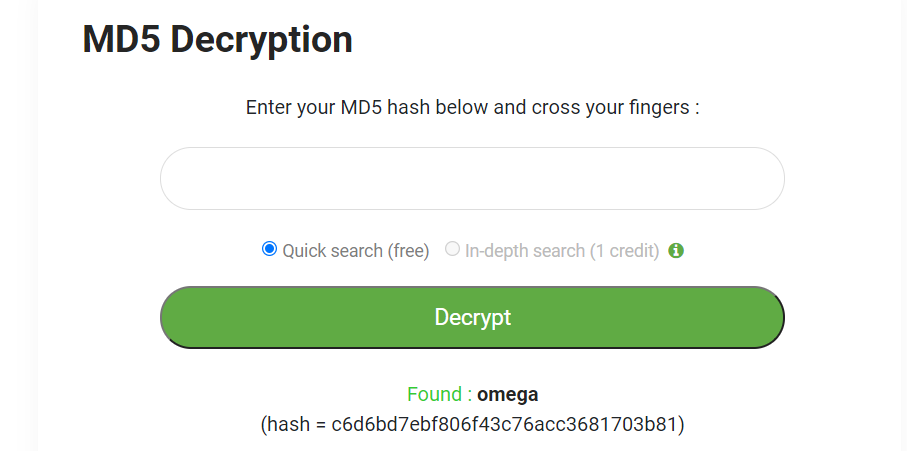 MD5 Decryption
Enter your MD5 hash below and cross your fingers :
Quick search (free) In-depth search (1 credit)
Decrypt
Found : omega
(hash = c6d6bd7ebf806f43c76acc3681703b81)